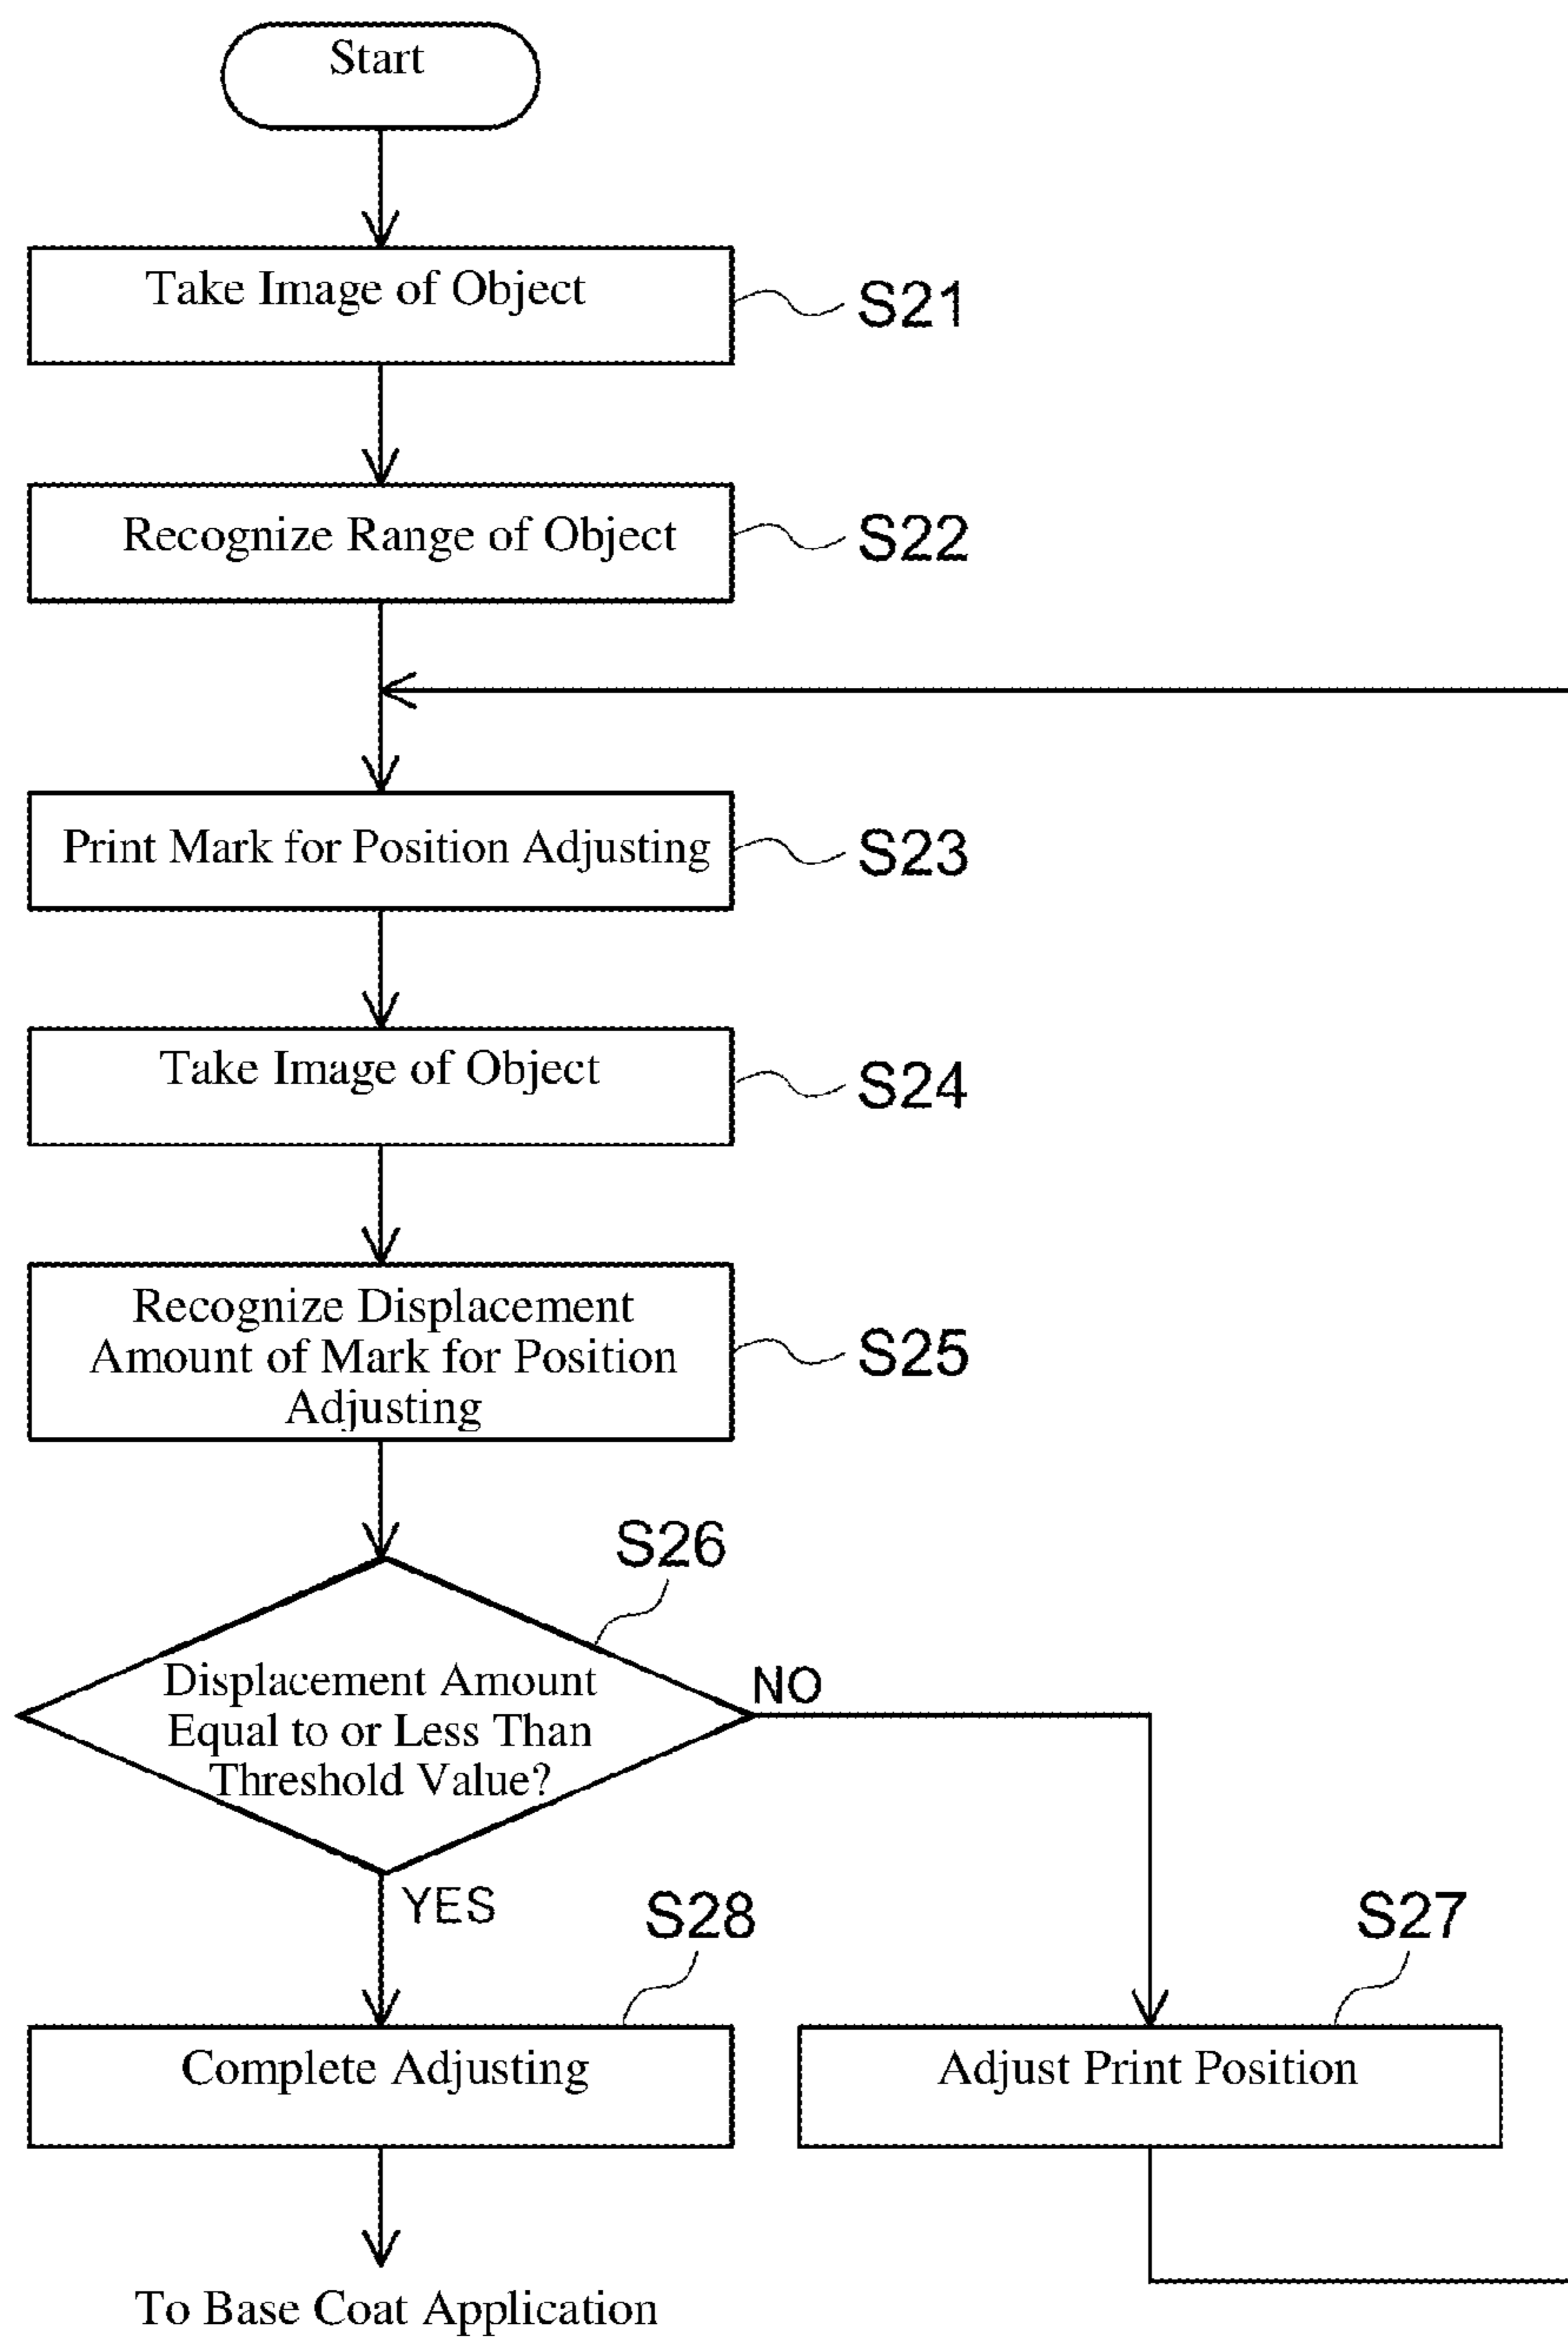 Start
Take Image of Object
S21
Recognize Range of Object
S22
Print Mark for Position Adjusting
S23
Take Image of Object
S24
Recognize Displacement
Amount of Mark for Position
Adjusting
S25
S26
Displacement Amount
Equal to or Less Than
Threshold Value?
NO
YES
S28
S27
Complete Adjusting
Adjust Print Position
To Base Coat Application